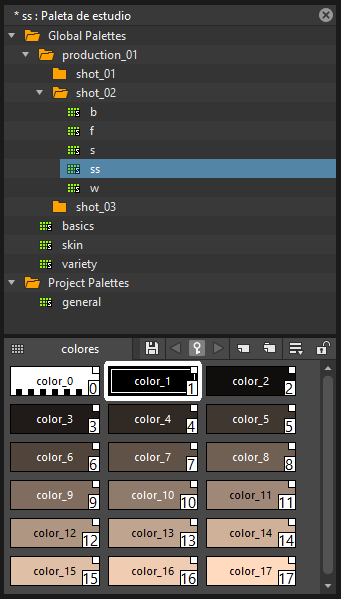 * ss : Paleta de estudio
Global Palettes
production_01
shot_01
shot_02
b
f
s
ss
w
shot_03
basics
skin
variety
Project Palettes
general
colores
color_0 0 color_1 1 color_2 2
color_3 3 color_4 4 color_5 5
color_6 6 color_7 7 color_8 8
color_9 9 color_10 10 color_11 11
color_12 12 color_13 13 color_14 14
color_15 15 color_16 16 color_17 17